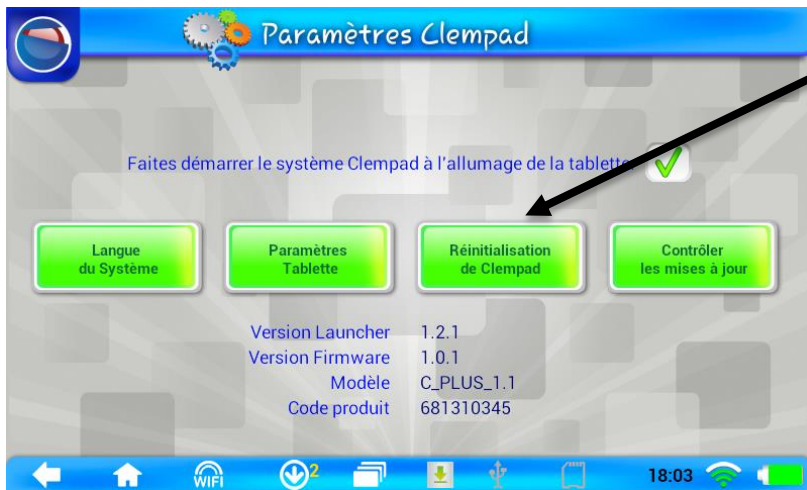 Paramètres Clempad
Faites démarrer le système Clempad à l'allumage de la tablette
Langue
du Système
Paramètres
Tablette
Réinitialisation
de Clempad
Contrôler
les mises à jour
Version Launcher 1.2.1
Version Firmware 1.0.1
Modèle C_PLUS_1.1
Code produit 681310345
WIFI 2 18:03